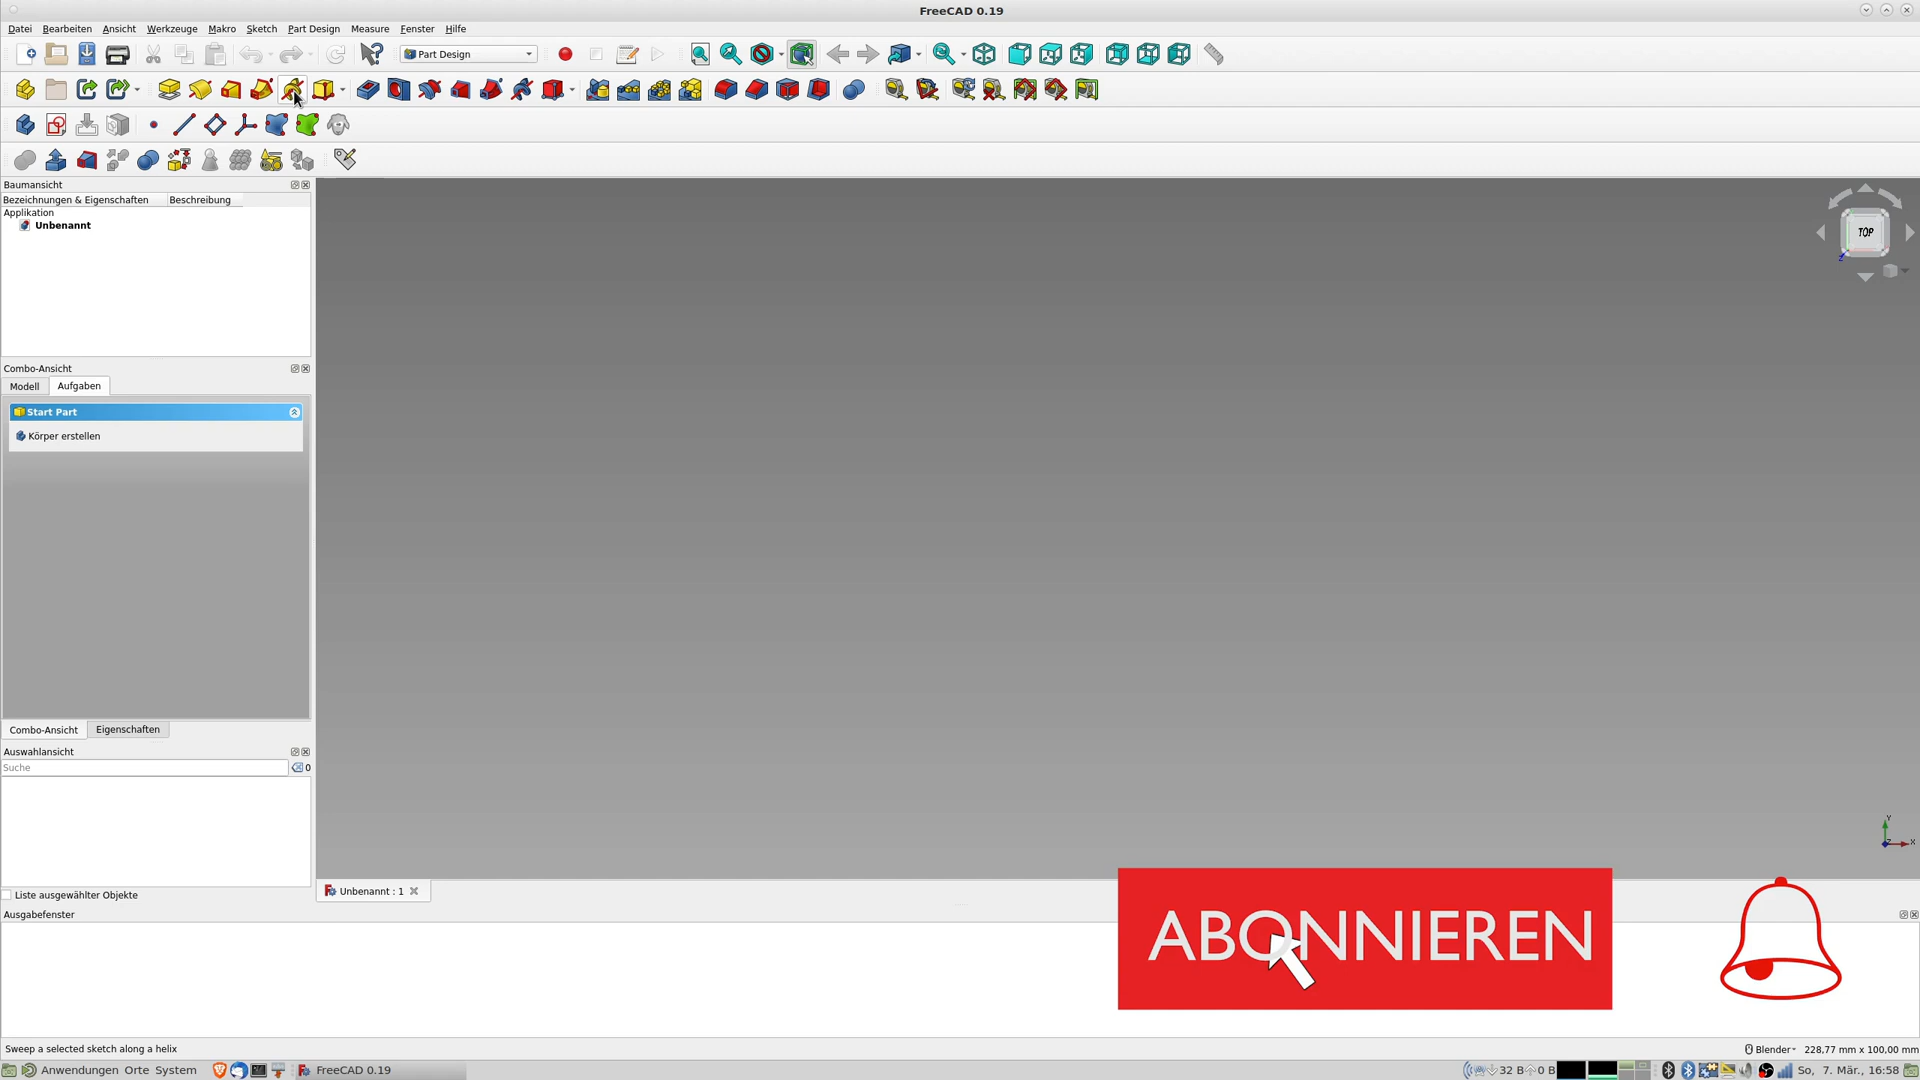 FreeCAD 0.19
Datei Bearbeiten Ansicht Werkzeuge Makro Sketch Part Design Measure Fenster Hilfe
Part Design
Baumansicht
Bezeichnungen & Eigenschaften Beschreibung
Applikation
Unbenannt
TOP
Z
Combo-Ansicht
Modell Aufgaben
Start Part
Körper erstellen
Combo-Ansicht Eigenschaften
Auswahlansicht
Suche
0
Y
X
Z
Liste ausgewählter Objekte
Unbenannt : 1
Ausgabefenster
ABONNIEREN
Sweep a selected sketch along a helix
Blender 228,77 mm x 100,00 mm
Anwendungen Orte System FreeCAD 0.19 32 B 0 B So, 7. Mär., 16:58